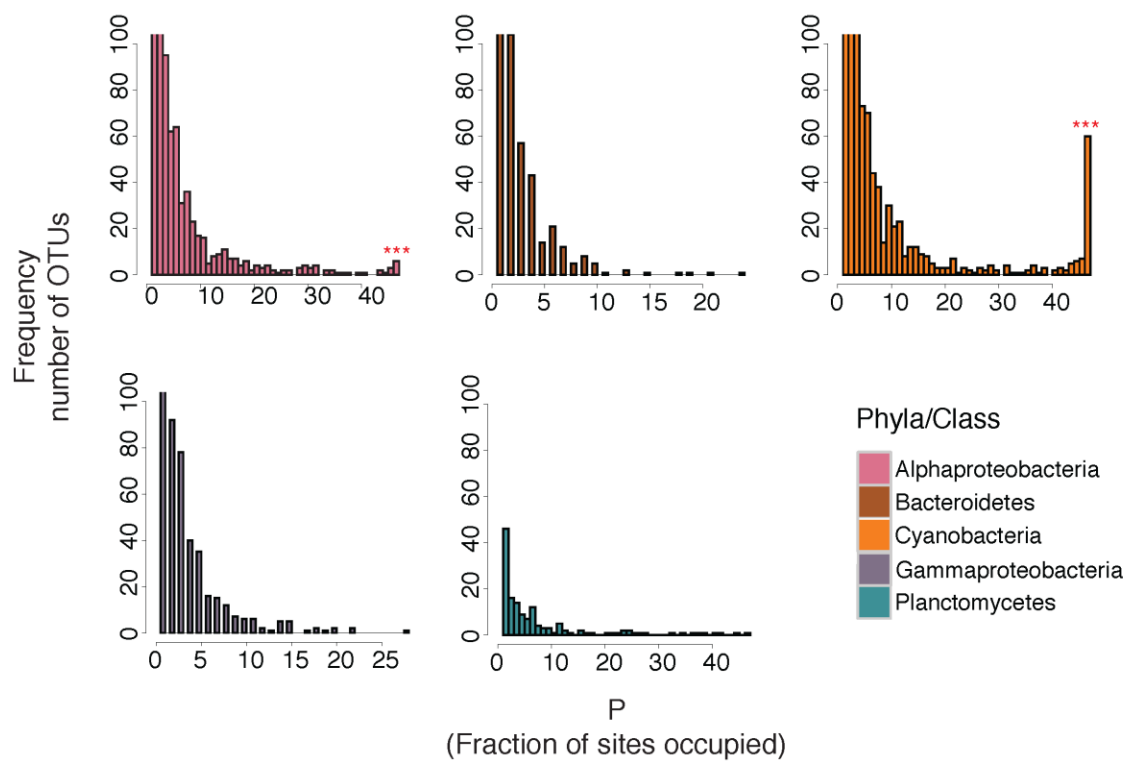 Frequency
number of OTUs
0 20 40 60 80 100
0 10 20 30 40
***
0 20 40 60 80 100
0 5 10 15 20
0 20 40 60 80 100
0 10 20 30 40
***
0 20 40 60 80 100
0 5 10 15 20 25
0 20 40 60 80 100
0 10 20 30 40
Phyla/Class
Alphaproteobacteria
Bacteroidetes
Cyanobacteria
Gammaproteobacteria
Planctomycetes
P
(Fraction of sites occupied)